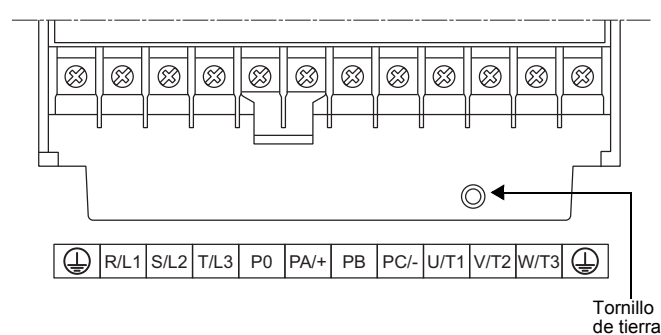 R/L1 S/L2 T/L3 P0 PA/+ PB PC/- U/T1 V/T2 W/T3
Tornillo
de tierra